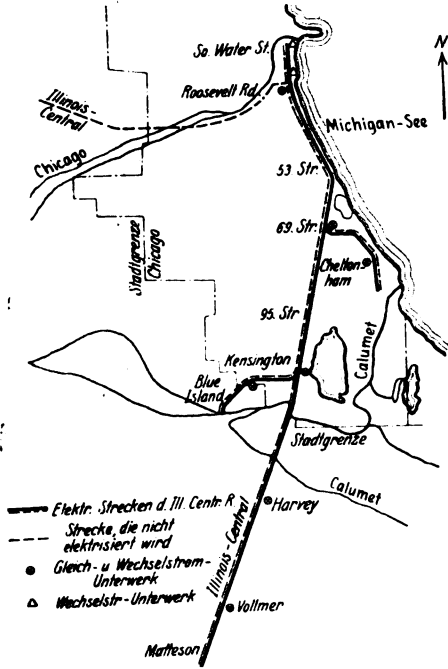 So. Water St.
N
Roosevelt Rd.
Illinois-
Central
Michigan-See
Chicago
53 Str.
69. Str.
Stadtgrenze
Chicago
Chelton
ham
95. Str
Kensington
Calumet
Blue
Island
Stadtgrenze
Calumet
Elektr. Strecken d. Ill. Centr. R.
Harvey
Strecke, die nicht
elektrisiert wird
Illinois-Central
Gleich- u Wechselstrom-
Unterwerk
Wechselstr-Unterwerk
Vollmer
Matteson